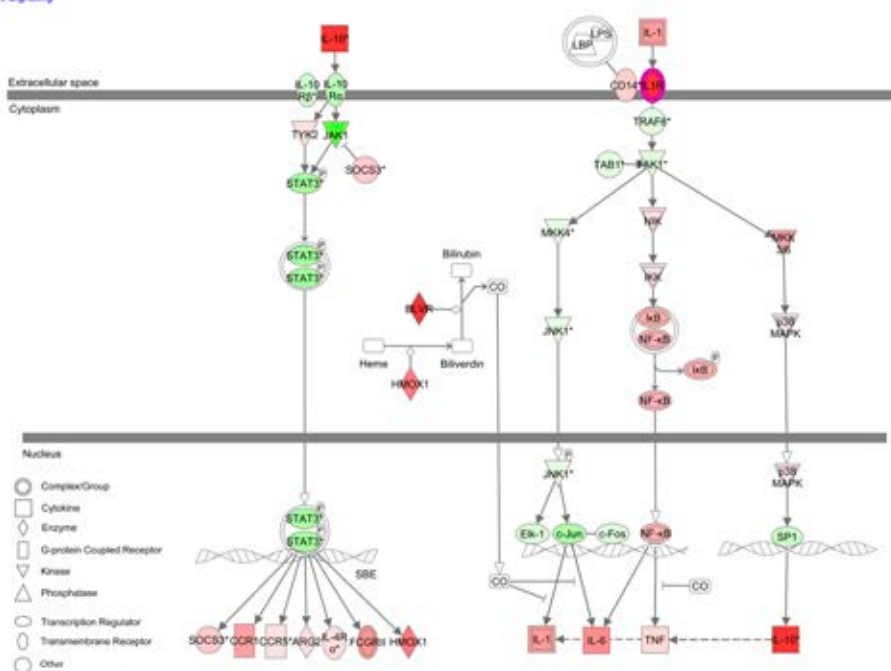 Signaling
IL-10*
IL-1
LPS
LBP
Extracellular space
IL-10
Rβ*
IL-10
Rα
CD14*
IL1R
Cytoplasm
TYK2
JAK1
SOCS3*
TRAF6*
TAB1*
TAK1*
STAT3*
P
MKK4*
NIK
MKK
3/6
STAT3*
P
STAT3*
P
Bilirubin
CO
IKK
BLVR
JNK1*
IκB
NF-κB
p38
MAPK
Heme
Biliverdin
IκB
P
HMOX1
NF-κB
Nucleus
Complex/Group
Cytokine
Enzyme
G-protein Coupled Receptor
Kinase
Phosphatase
Transcription Regulator
Transmembrane Receptor
Other
JNK1*
P
p38
MAPK
STAT3*
P
STAT3*
P
Elk-1
c-Jun
c-Fos
NF-κB
SP1
SBE
CO
CO
SOCS3*
CCR1
CCR5*
ARG2
IL-4R
α*
FCGRII
HMOX1
IL-1
IL-6
TNF
IL-10*